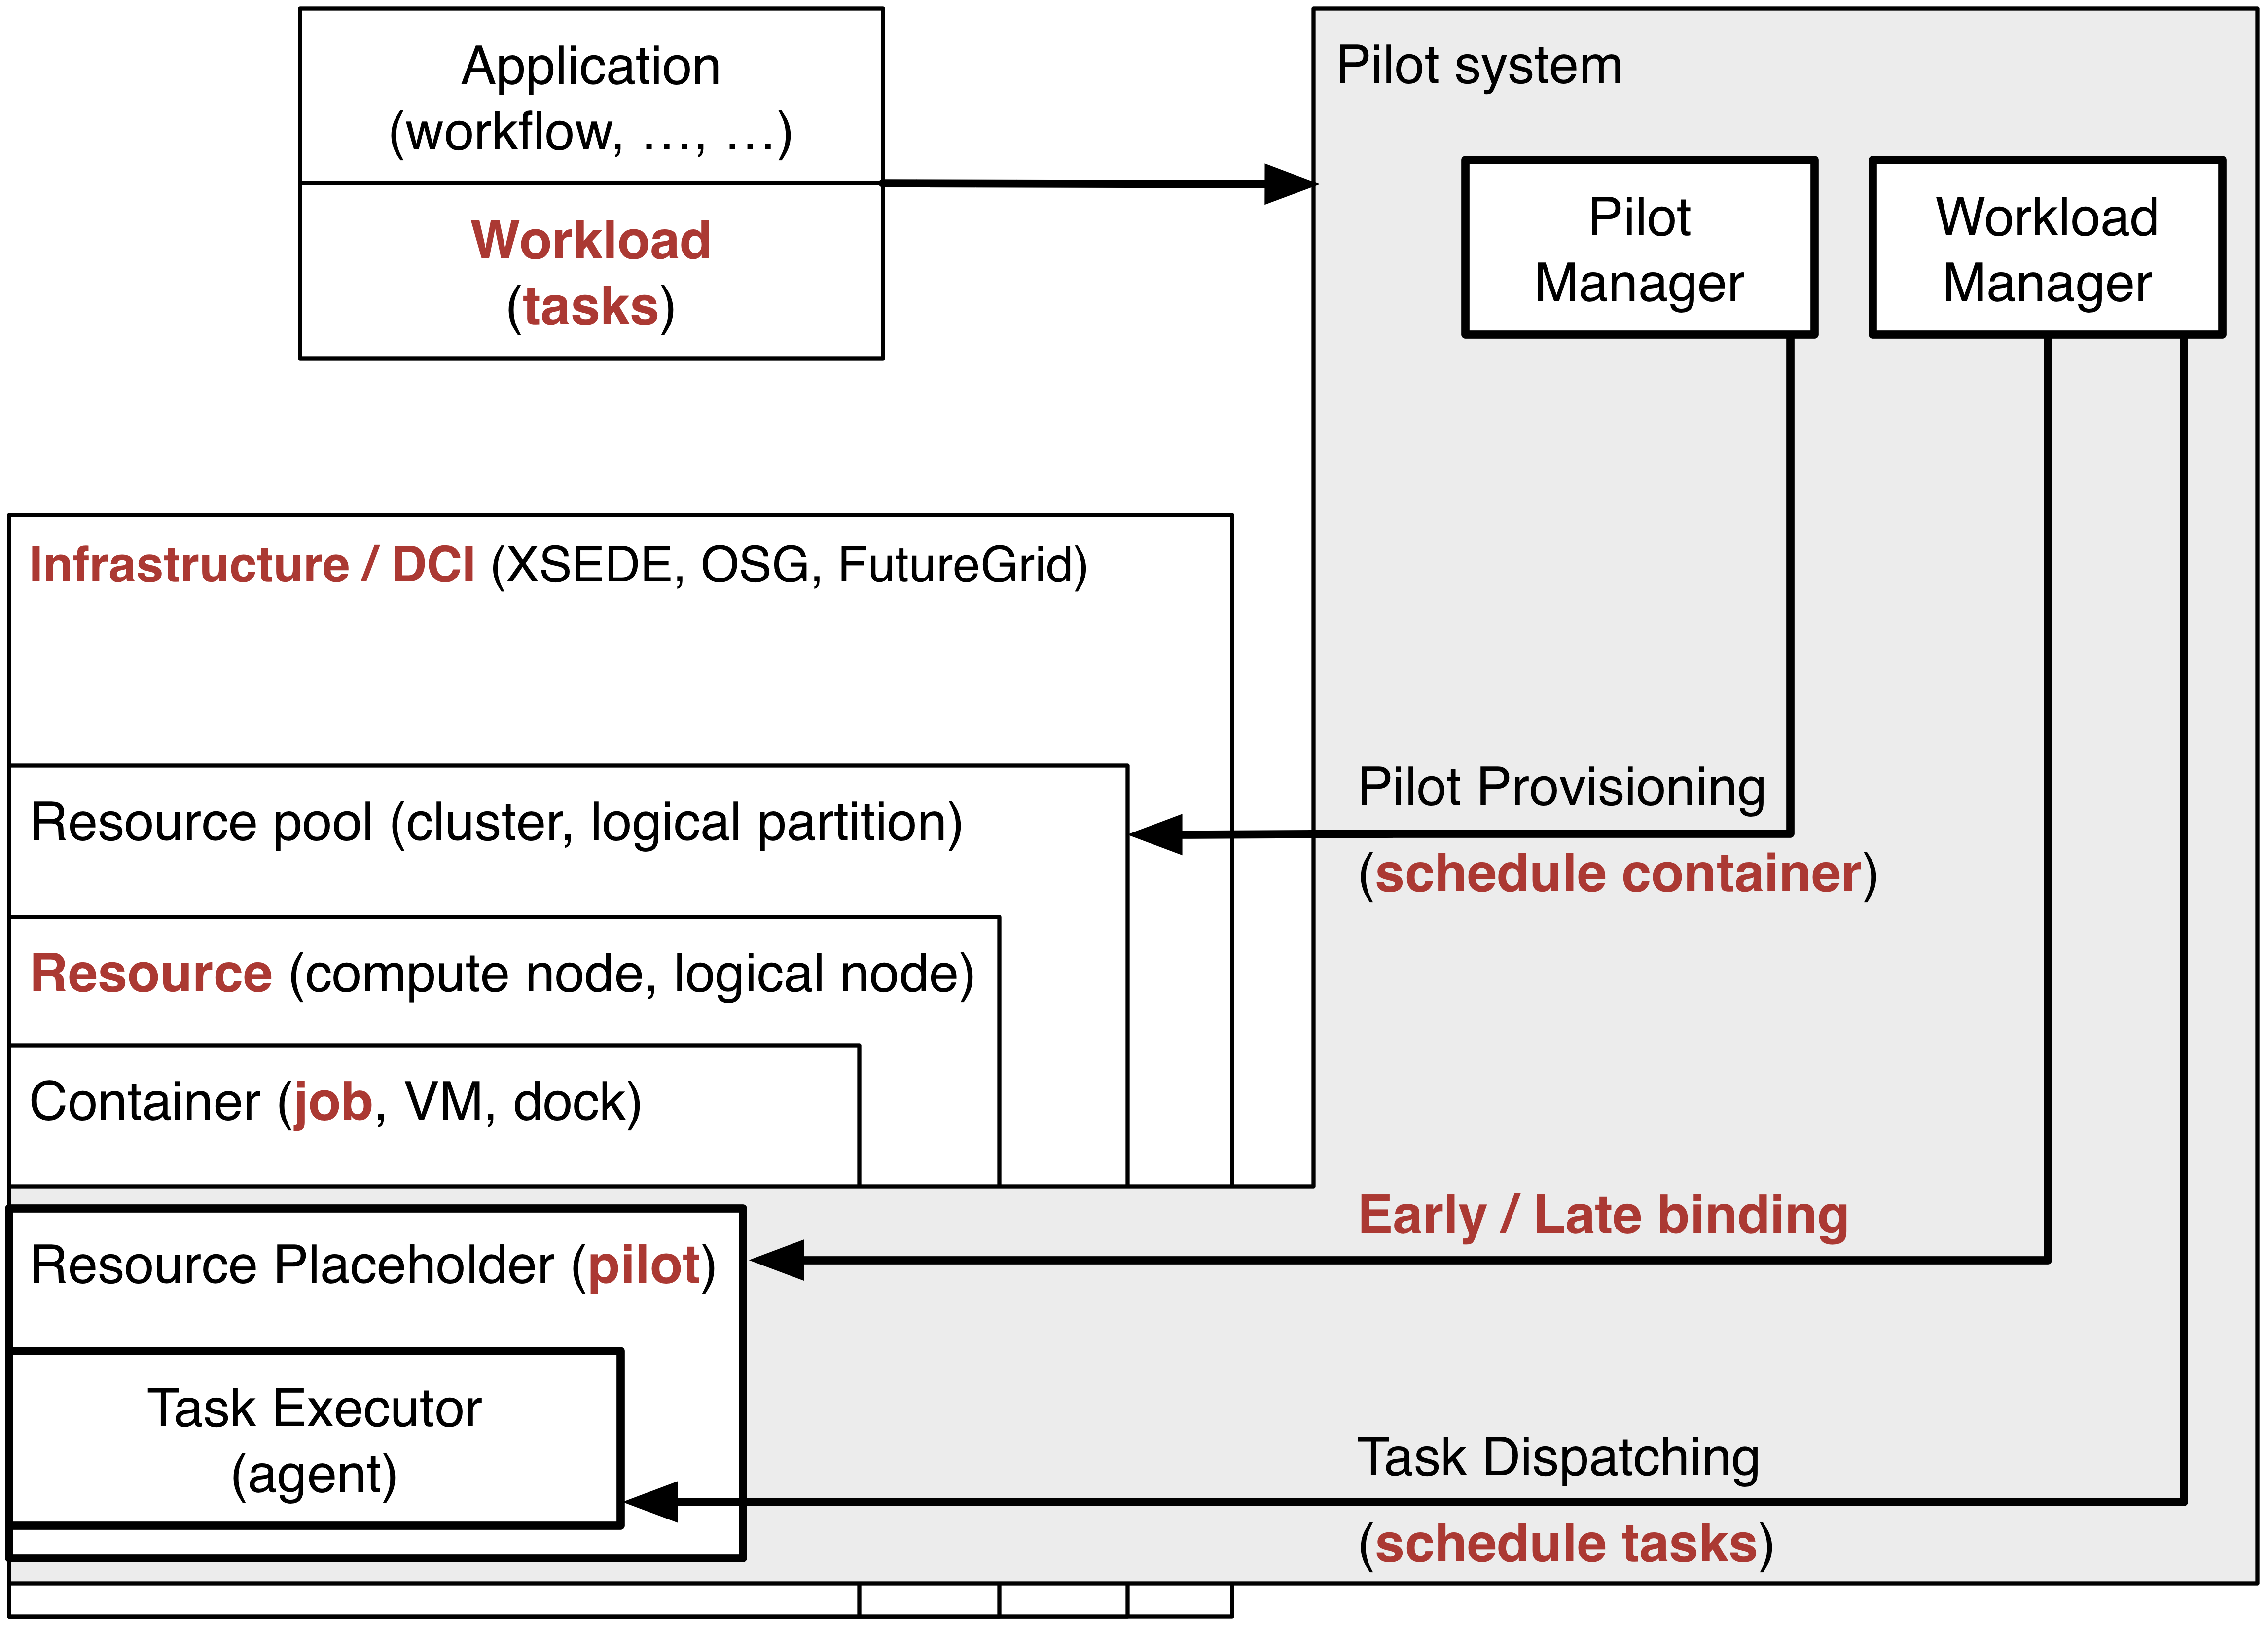 Application
(workflow, …, …)
Workload
(tasks)
Pilot system
Pilot
Manager
Workload
Manager
Infrastructure / DCI (XSEDE, OSG, FutureGrid)
Resource pool (cluster, logical partition)
Pilot Provisioning
(schedule container)
Resource (compute node, logical node)
Container (job, VM, dock)
Early / Late binding
Resource Placeholder (pilot)
Task Executor
(agent)
Task Dispatching
(schedule tasks)